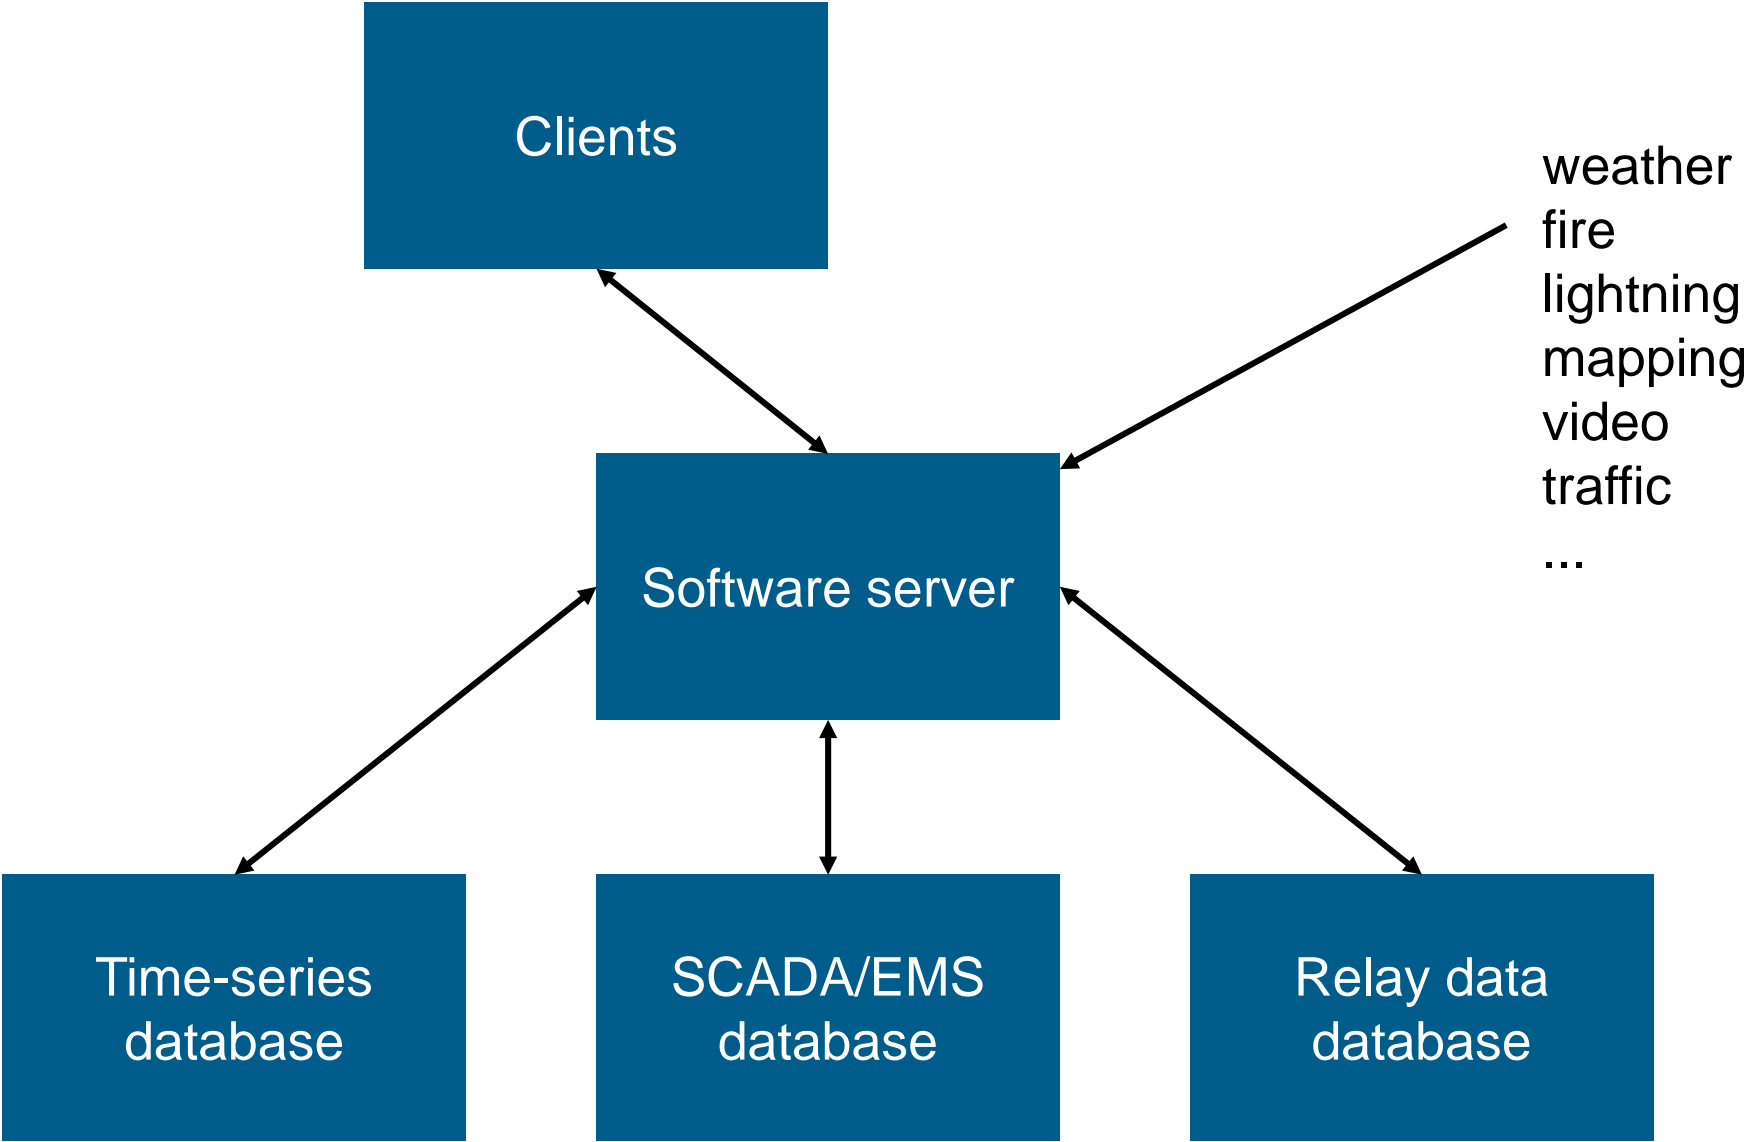 Clients
weather
fire
lightning
mapping
video
traffic
...
Software server
Time-series
database
SCADA/EMS
database
Relay data
database